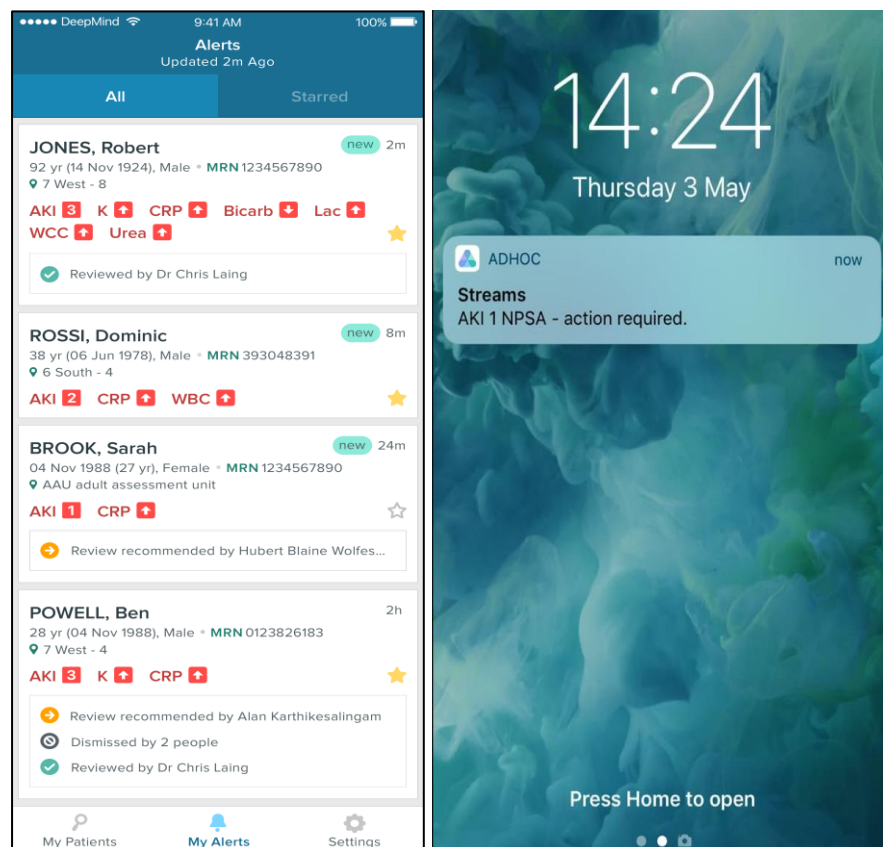 DeepMind 9:41 AM 100%
Alerts
Updated 2m Ago
All Starred
JONES, Robert new 2m
92 yr (14 Nov 1924), Male • MRN 1234567890
7 West - 8
AKI 3 K CRP Bicarb Lac
WCC Urea
Reviewed by Dr Chris Laing
ROSSI, Dominic new 8m
38 yr (06 Jun 1978), Male • MRN 393048391
6 South - 4
AKI 2 CRP WBC
BROOK, Sarah new 24m
04 Nov 1988 (27 yr), Female • MRN 1234567890
AAU adult assessment unit
AKI 1 CRP
Review recommended by Hubert Blaine Wolfes...
POWELL, Ben 2h
28 yr (04 Nov 1988), Male • MRN 0123826183
7 West - 4
AKI 3 K CRP
Review recommended by Alan Karthikesalingam
Dismissed by 2 people
Reviewed by Dr Chris Laing
My Patients My Alerts Settings
14:24
Thursday 3 May
ADHOC now
Streams
AKI 1 NPSA - action required.
Press Home to open